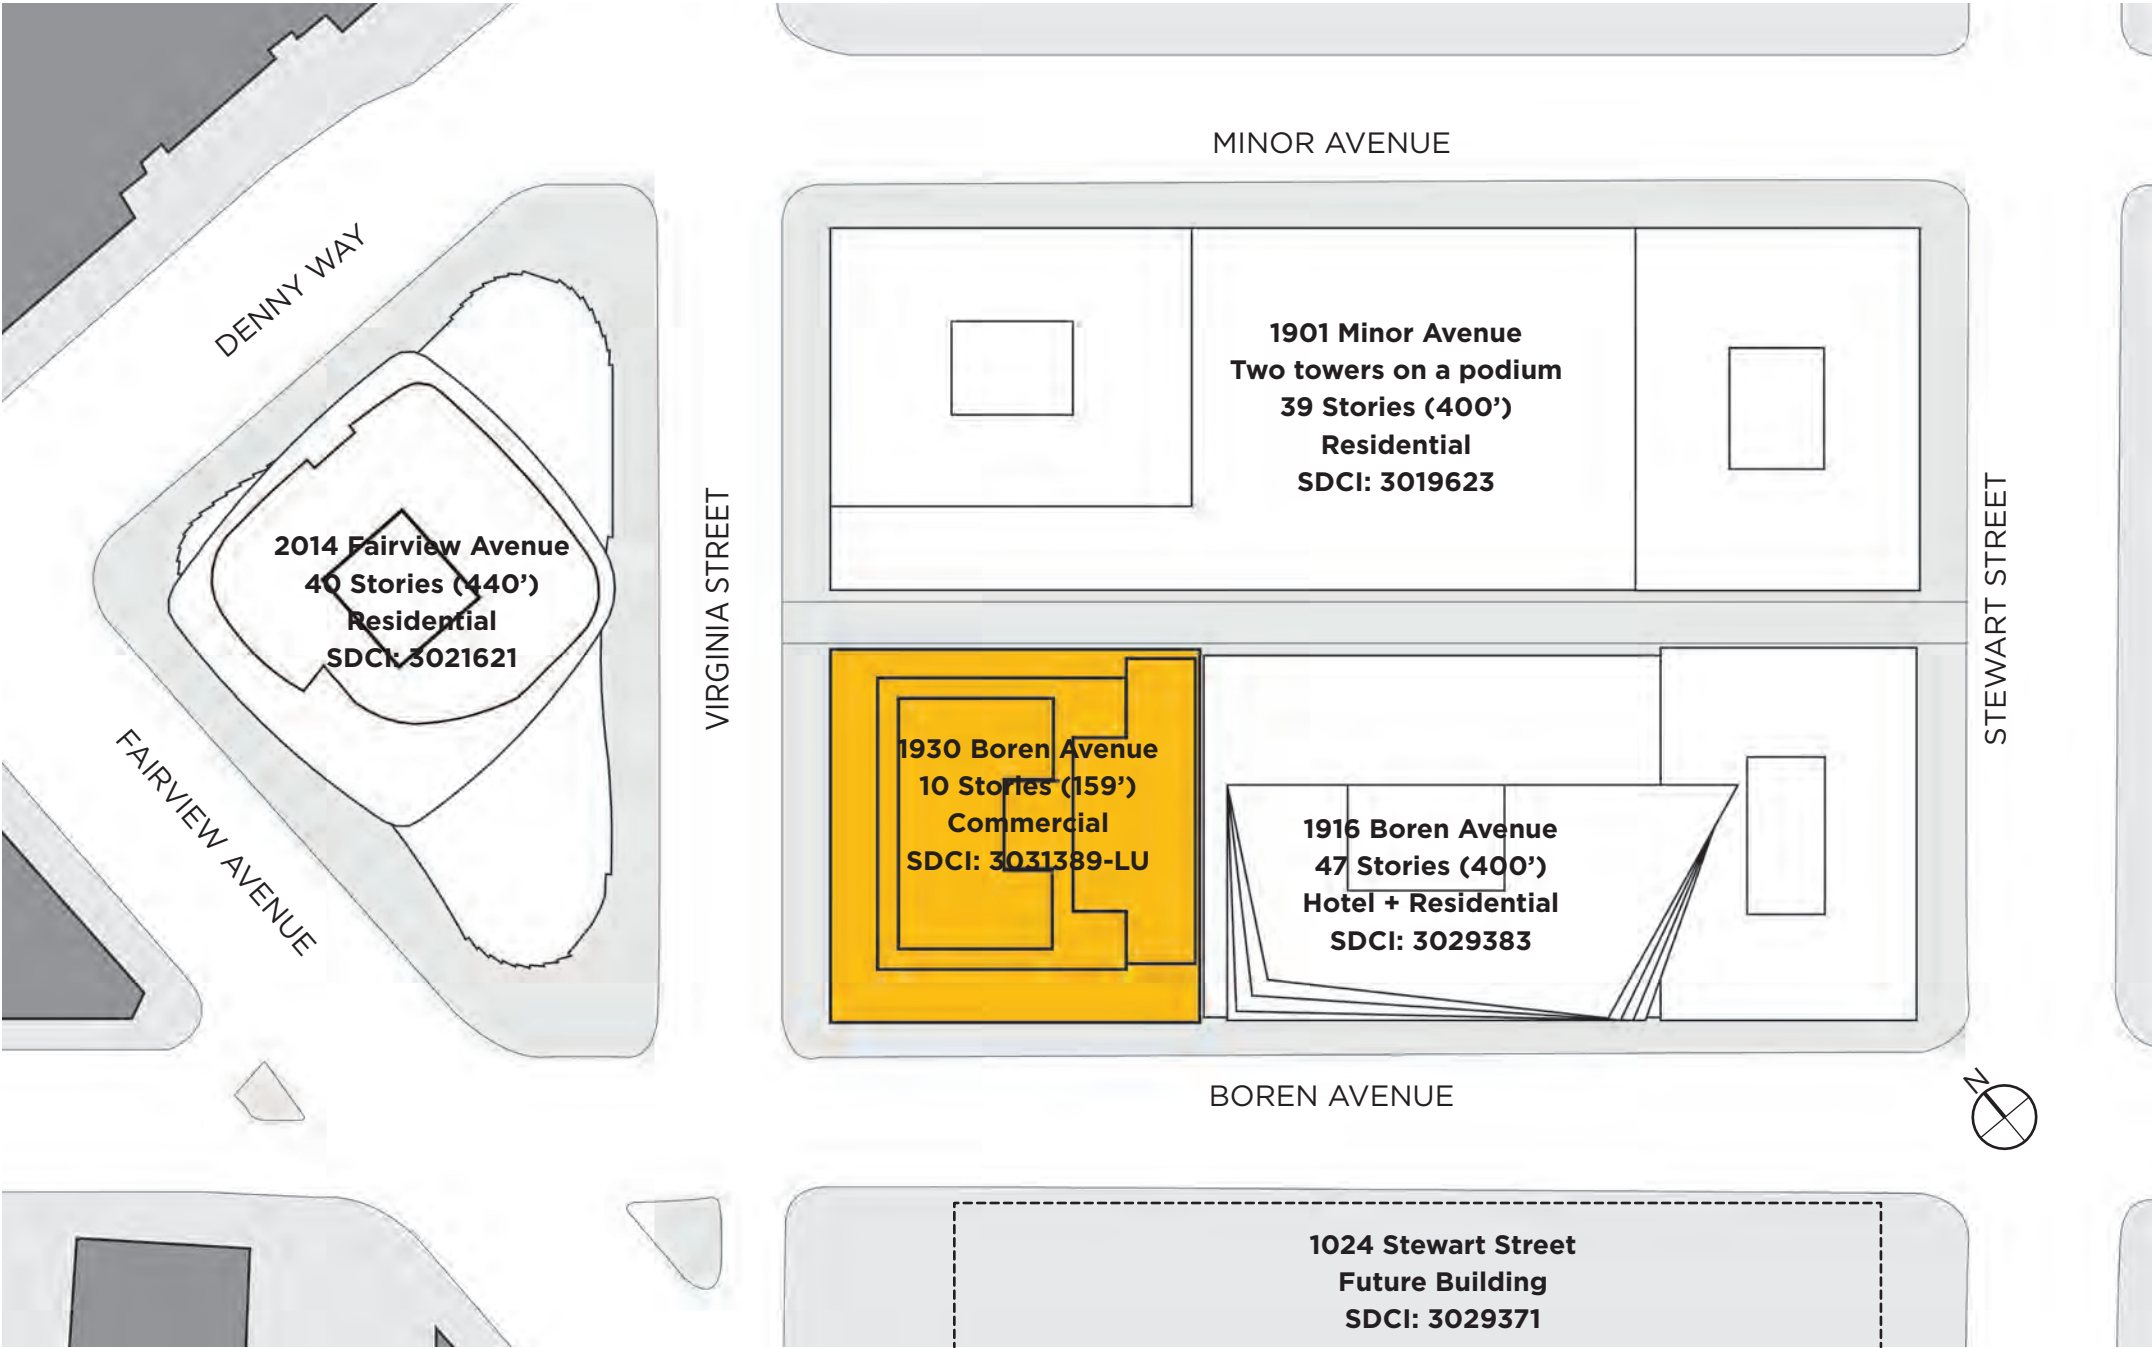 MINOR AVENUE
DENNY WAY
1901 Minor Avenue
Two towers on a podium
39 Stories (400’)
Residential
SDCI: 3019623
2014 Fairview Avenue
40 Stories (440’)
Residential
SDCI: 3021621
VIRGINIA STREET
STEWART STREET
FAIRVIEW AVENUE
1930 Boren Avenue
10 Stories (159’)
Commercial
SDCI: 3031389-LU
1916 Boren Avenue
47 Stories (400’)
Hotel + Residential
SDCI: 3029383
BOREN AVENUE
N
1024 Stewart Street
Future Building
SDCI: 3029371